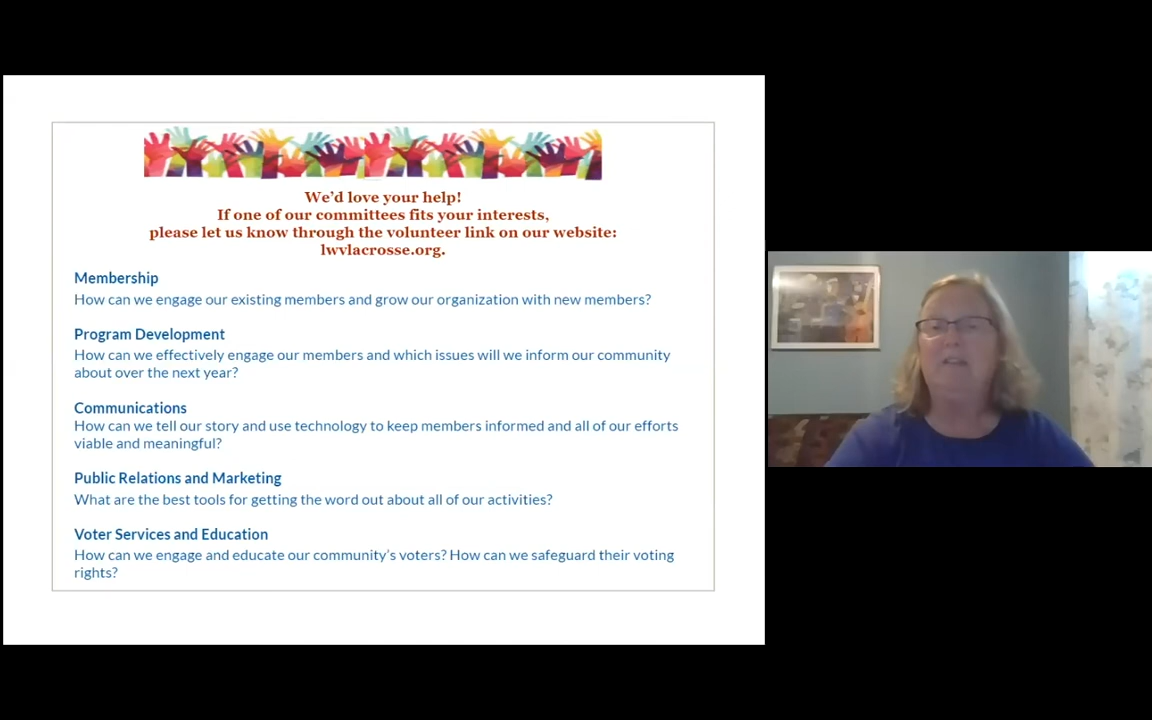 We'd love your help!
If one of our committees fits your interests,
please let us know through the volunteer link on our website:
lwvlacrosse.org.
Membership
How can we engage our existing members and grow our organization with new members?
Program Development
How can we effectively engage our members and which issues will we inform our community
about over the next year?
Communications
How can we tell our story and use technology to keep members informed and all of our efforts
viable and meaningful?
Public Relations and Marketing
What are the best tools for getting the word out about all of our activities?
Voter Services and Education
How can we engage and educate our community's voters? How can we safeguard their voting
rights?